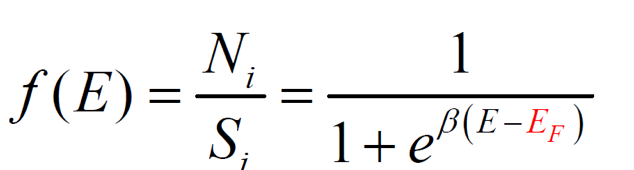 f(E) = N_i / S_i = 1 / (1 + e^{β(E − E_F)})